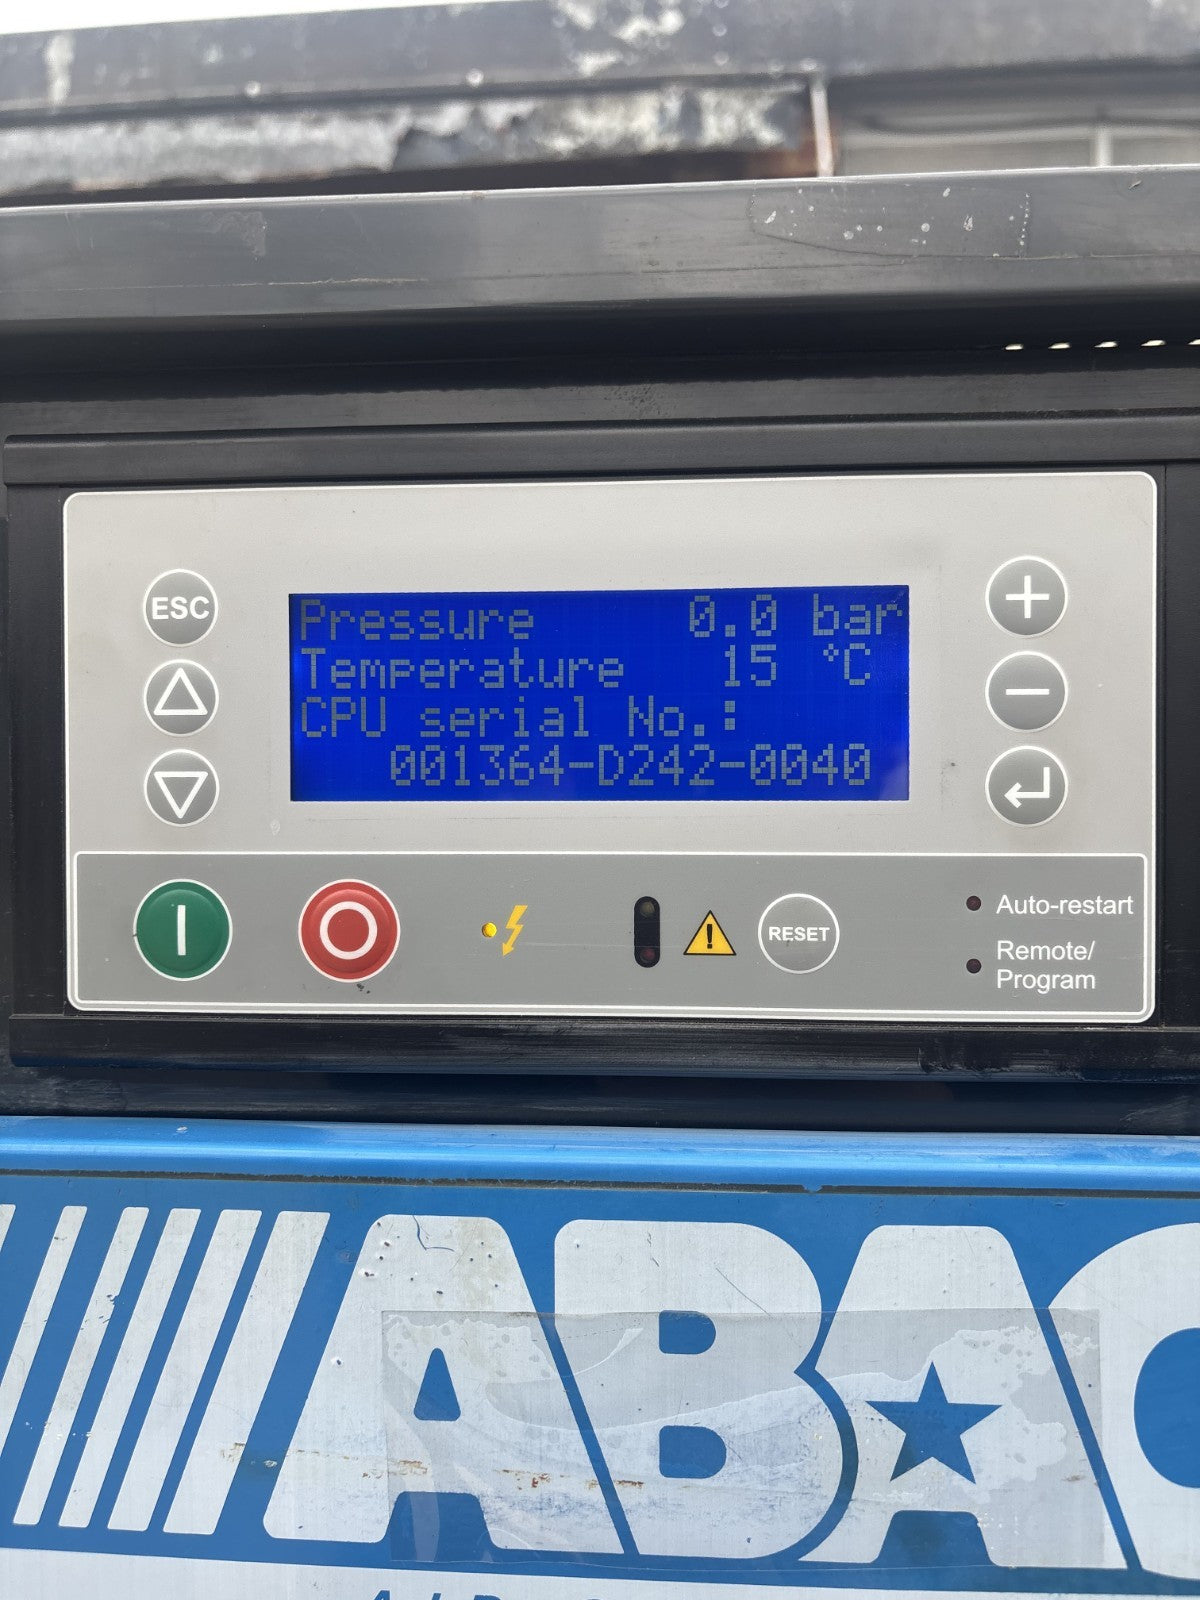 ESC
Pressure 0.0 bar
Temperature 15 °C
CPU serial No.:
001364-D242-0040
RESET
Auto-restart
Remote/
Program
ABAC